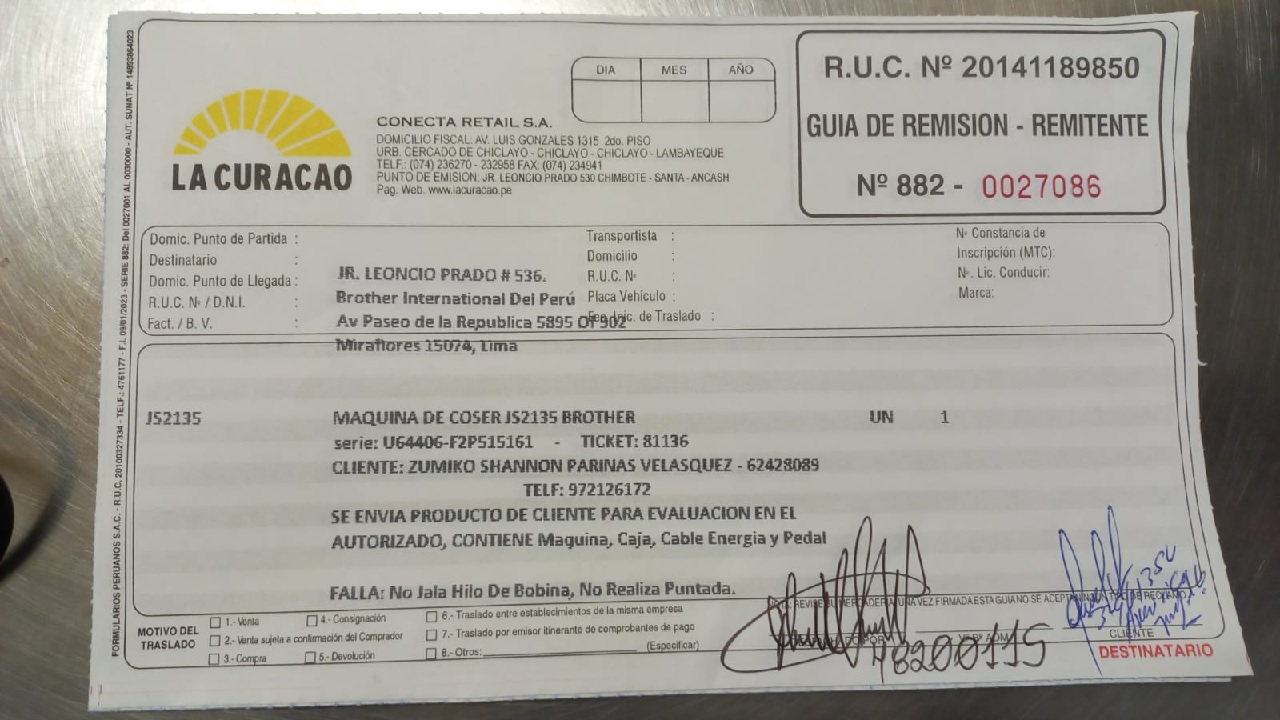 DIA MES AÑO
R.U.C. Nº 20141189850
GUIA DE REMISION - REMITENTE
Nº 882 - 0027086
LA CURACAO
CONECTA RETAIL S.A.
DOMICILIO FISCAL: AV. LUIS GONZALES 1315 2do. PISO
URB. CERCADO DE CHICLAYO - CHICLAYO - CHICLAYO - LAMBAYEQUE
TELF.: (074) 236270 - 232958 FAX: (074) 234941
PUNTO DE EMISION: JR. LEONCIO PRADO 530 CHIMBOTE - SANTA - ANCASH
Pag. Web. www.lacuracao.pe
Domic. Punto de Partida :
Destinatario :
Domic. Punto de Llegada : JR. LEONCIO PRADO # 536.
R.U.C. Nº / D.N.I. : Brother International Del Perú
Fact. / B. V. : Av Paseo de la Republica 5895 Of 902
Miraflores 15074, Lima
Transportista :
Domicilio :
R.U.C. Nº :
Placa Vehículo :
de Traslado :
Nº Constancia de
Inscripción (MTC):
Nº. Lic. Conducir:
Marca:
JS2135 MAQUINA DE COSER JS2135 BROTHER UN 1
serie: U64406-F2P515161 - TICKET: 81136
CLIENTE: ZUMIKO SHANNON PARINAS VELASQUEZ - 62428089
TELF: 972126172
SE ENVIA PRODUCTO DE CLIENTE PARA EVALUACION EN EL
AUTORIZADO, CONTIENE Maquina, Caja, Cable Energia y Pedal
FALLA: No Jala Hilo De Bobina, No Realiza Puntada.
MOTIVO DEL
TRASLADO
1.- Venta
2.- Venta sujeta a confirmación del Comprador
3.- Compra
4.- Consignación
5.- Devolución
6.- Traslado entre establecimientos de la misma empresa
7.- Traslado por emisor itinerante de comprobantes de pago
8.- Otros: (Especificar)
UNA VEZ FIRMADA ESTA GUIA NO SE
48200115
CLIENTE
DESTINATARIO